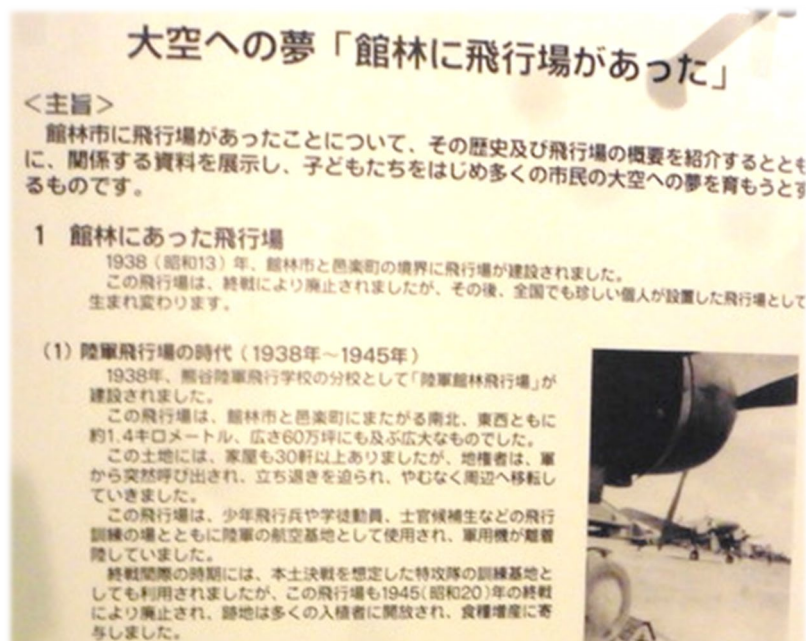 大空への夢「館林に飛行場があった」
＜主旨＞
館林市に飛行場があったことについて、その歴史及び飛行場の概要を紹介するととも
に、関係する資料を展示し、子どもたちをはじめ多くの市民の大空への夢を育もうとす
るものです。
1 館林にあった飛行場
1938（昭和13）年、館林市と邑楽町の境界に飛行場が建設されました。
この飛行場は、終戦により廃止されましたが、その後、全国でも珍しい個人が設置した飛行場として
生まれ変わります。
（1）陸軍飛行場の時代（1938年～1945年）
1938年、熊谷陸軍飛行学校の分校として「陸軍館林飛行場」が
建設されました。
この飛行場は、館林市と邑楽町にまたがる南北、東西ともに
約1.4キロメートル、広さ60万坪にも及ぶ広大なものでした。
この土地には、家屋も30軒以上ありましたが、地権者は、軍
から突然呼び出され、立ち退きを迫られ、やむなく周辺へ移転し
ていきました。
この飛行場は、少年飛行兵や学徒動員、士官候補生などの飛行
訓練の場とともに陸軍の航空基地として使用され、軍用機が離着
陸していました。
終戦間際の時期には、本土決戦を想定した特攻隊の訓練基地と
しても利用されましたが、この飛行場も1945（昭和20）年の終戦
により廃止され、跡地は多くの入植者に開放され、食糧増産に寄
与しました。